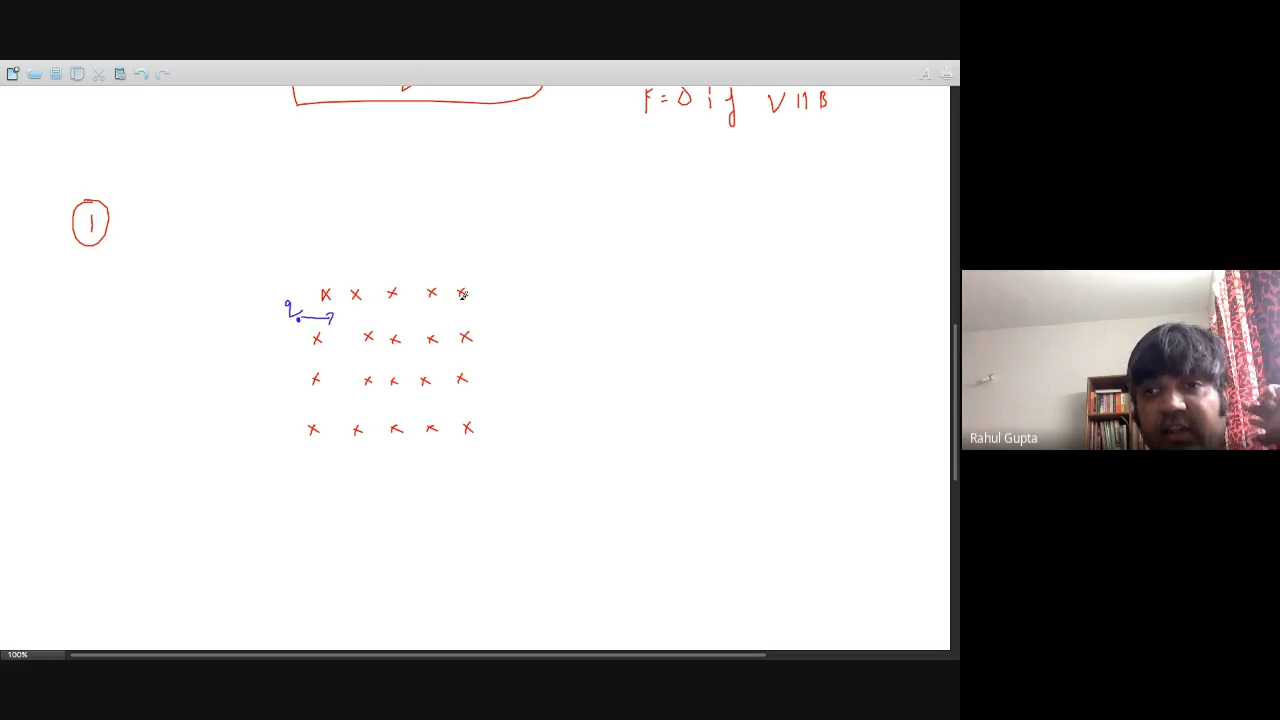 F = 0 if V || B
1
x x x x x
q
x x x x x
x x x x x
x x x x x
Rahul Gupta
100%